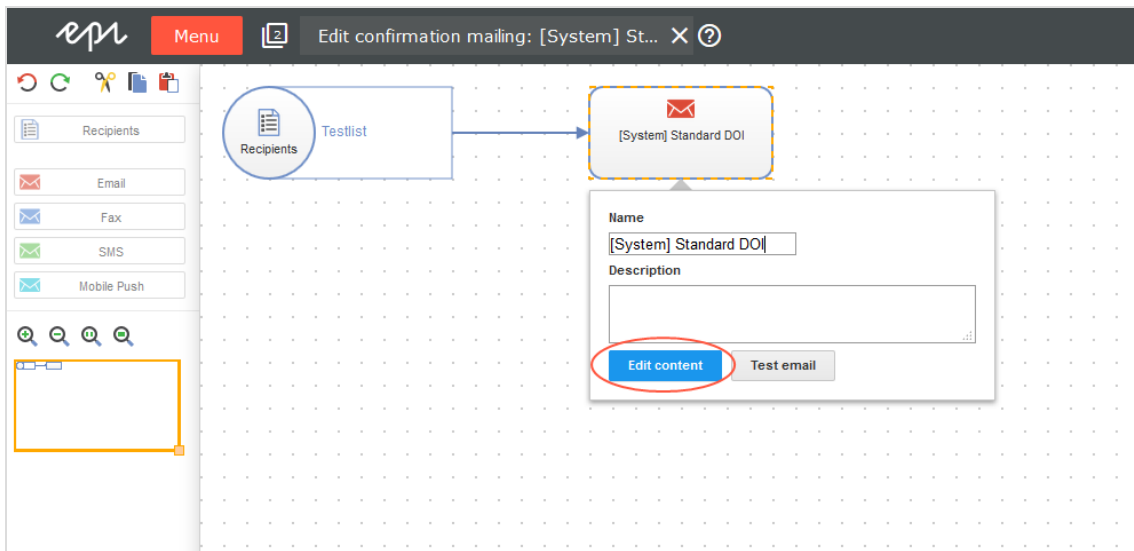 epi
Menu
2
Edit confirmation mailing: [System] St...
Recipients
Email
Fax
SMS
Mobile Push
Recipients
Testlist
[System] Standard DOI
Name
[System] Standard DOI
Description
Edit content
Test email